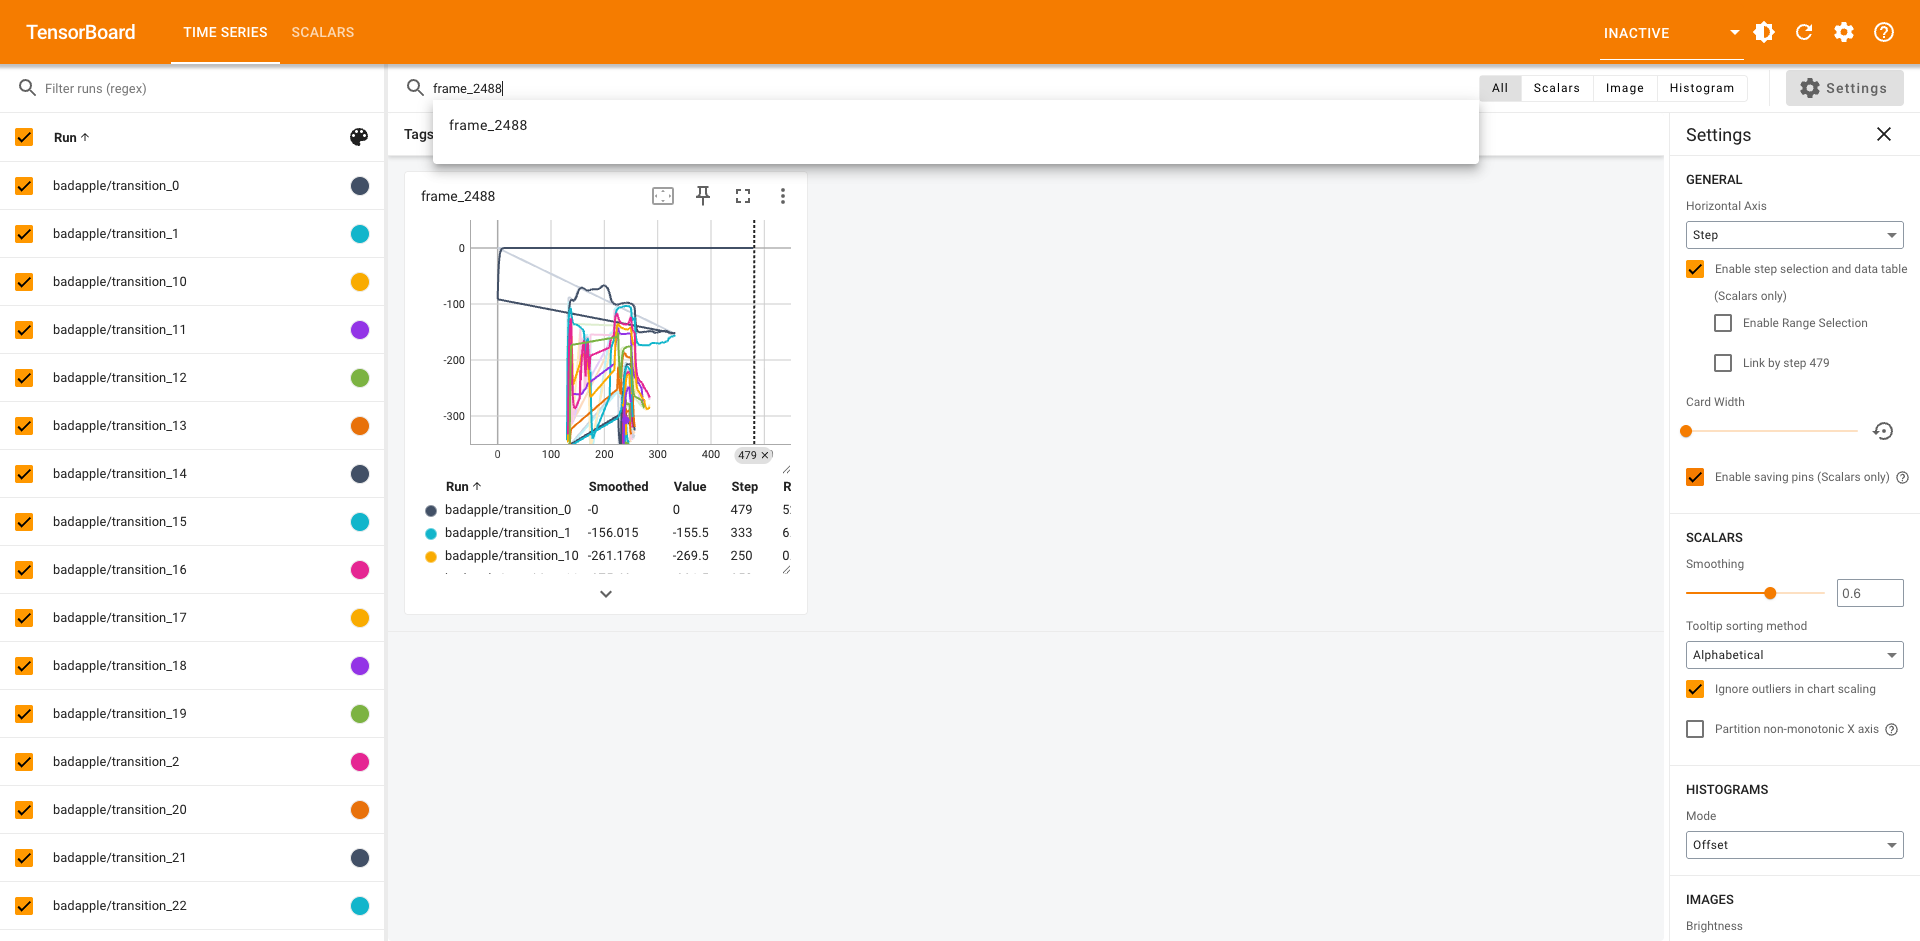 TensorBoard TIME SERIES SCALARS INACTIVE
Filter runs (regex)
frame_2488
All Scalars Image Histogram
Settings
frame_2488
Tags
Run
badapple/transition_0
badapple/transition_1
badapple/transition_10
badapple/transition_11
badapple/transition_12
badapple/transition_13
badapple/transition_14
badapple/transition_15
badapple/transition_16
badapple/transition_17
badapple/transition_18
badapple/transition_19
badapple/transition_2
badapple/transition_20
badapple/transition_21
badapple/transition_22
frame_2488
0
-100
-200
-300
0 100 200 300 400 479
Run Smoothed Value Step R
badapple/transition_0 -0 0 479
badapple/transition_1 -156.015 -155.5 333 6
badapple/transition_10 -261.1768 -269.5 250 0
Settings
GENERAL
Horizontal Axis
Step
Enable step selection and data table
(Scalars only)
Enable Range Selection
Link by step 479
Card Width
Enable saving pins (Scalars only)
SCALARS
Smoothing
0.6
Tooltip sorting method
Alphabetical
Ignore outliers in chart scaling
Partition non-monotonic X axis
HISTOGRAMS
Mode
Offset
IMAGES
Brightness